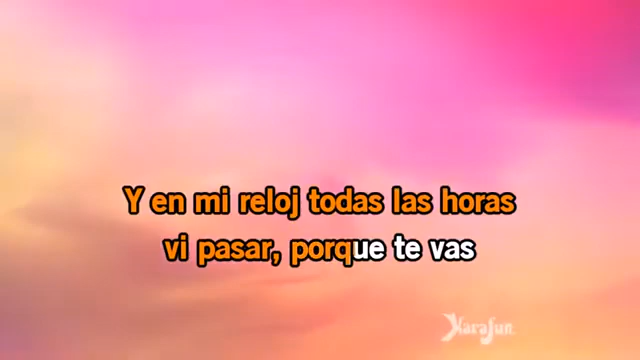 Y en mi reloj todas las horas
vi pasar, porque te vas
KaraFun